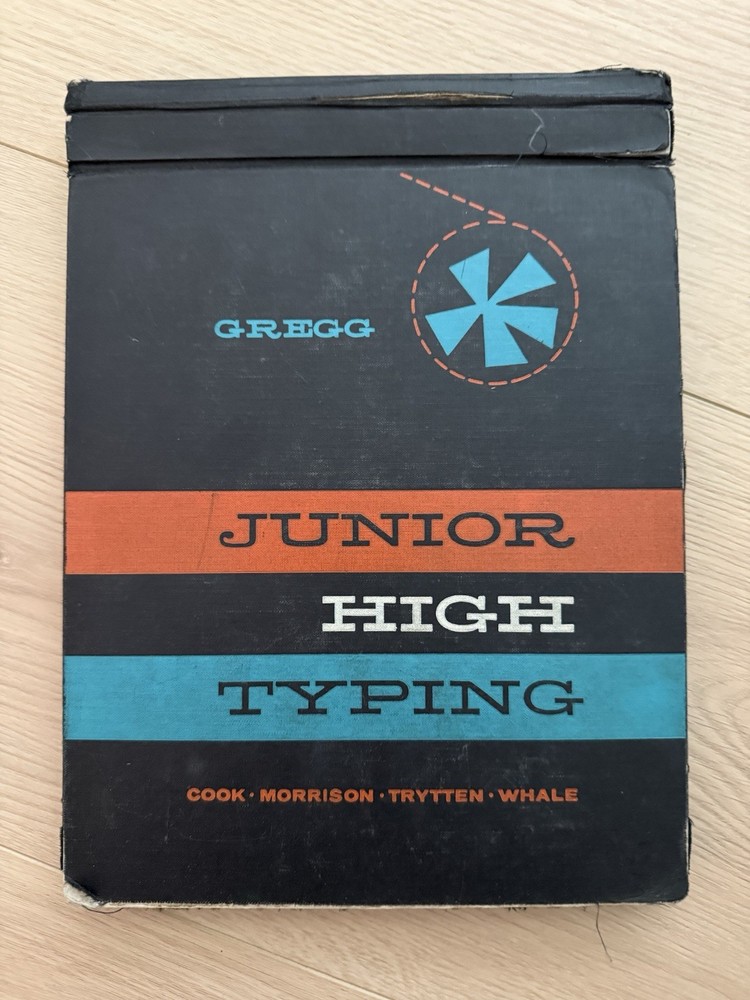 GREGG
JUNIOR
HIGH
TYPING
COOK · MORRISON · TRYTTEN · WHALE